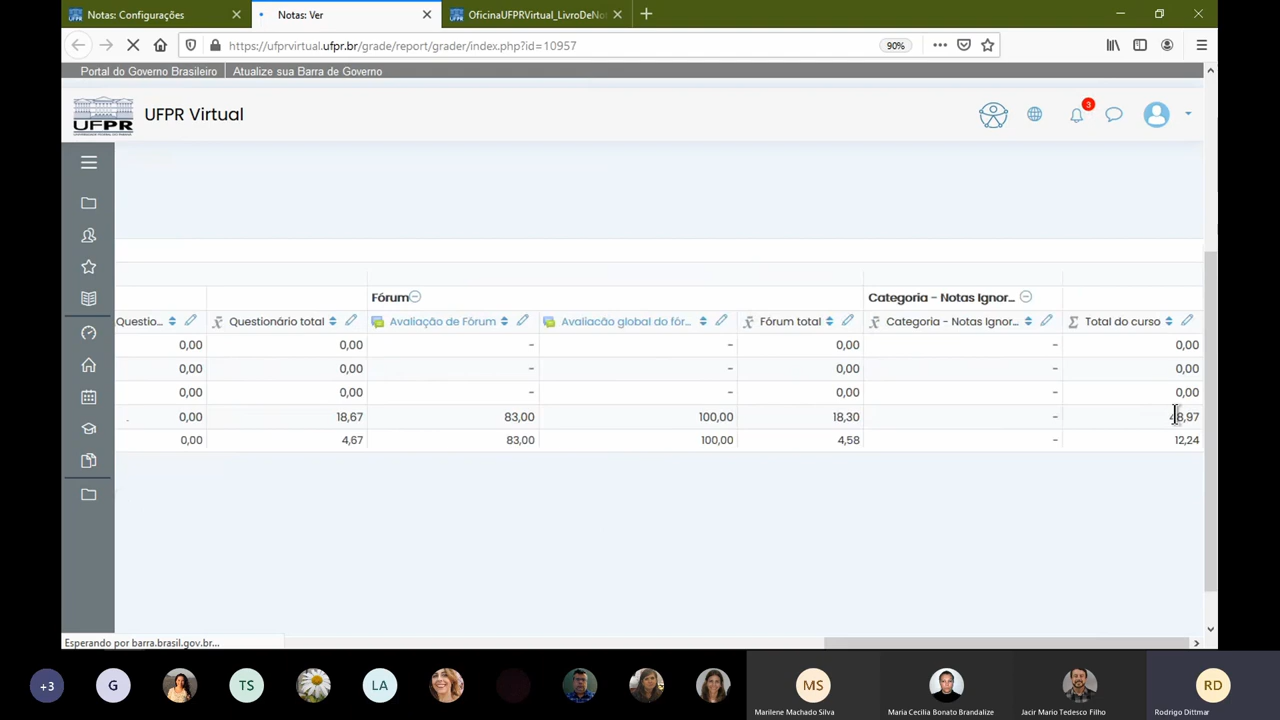 Notas: Configurações
Notas: Ver
OficinaUFPRVirtual_LivroDeNo
https://ufprvirtual.ufpr.br/grade/report/grader/index.php?id=10957
90%
Portal do Governo Brasileiro
Atualize sua Barra de Governo
UFPR
UFPR Virtual
3
Fórum
Categoria - Notas Ignor...
Questio...
Questionário total
Avaliação de Fórum
Avaliacão global do fór...
Fórum total
Categoria - Notas Ignor...
Total do curso
0,00 0,00 - - 0,00 - 0,00
0,00 0,00 - - 0,00 - 0,00
0,00 0,00 - - 0,00 - 0,00
0,00 18,67 83,00 100,00 18,30 - 48,97
0,00 4,67 83,00 100,00 4,58 - 12,24
Esperando por barra.brasil.gov.br...
+3
G
TS
LA
MS
RD
Marilene Machado Silva
Maria Cecilia Bonato Brandalize
Jacir Mario Tedesco Filho
Rodrigo Dittmar